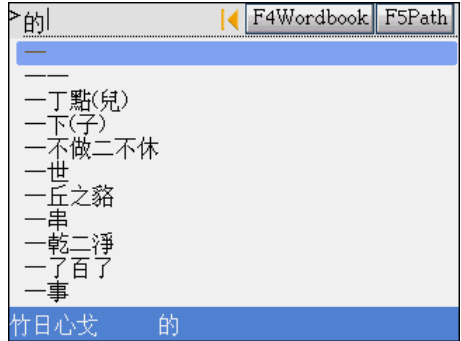 >的 F4Wordbook F5Path
一
一一
一丁點(兒)
一下(子)
一不做二不休
一世
一丘之貉
一串
一乾二淨
一了百了
一事
竹日心戈 的